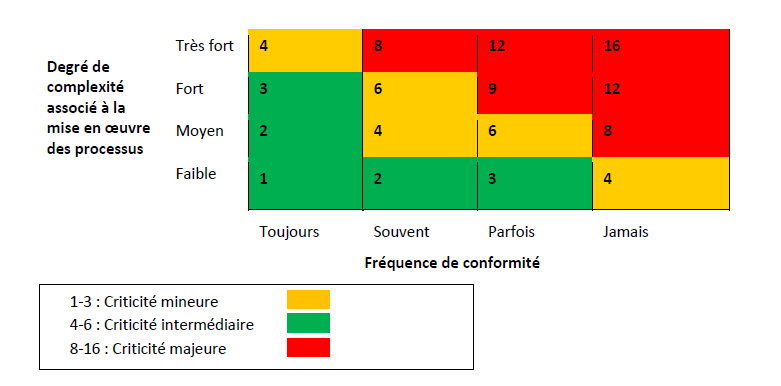 Très fort 4 8 12 16
Degré de
complexité
associé à la
mise en œuvre
des processus
Fort 3 6 9 12
Moyen 2 4 6 8
Faible 1 2 3 4
Toujours Souvent Parfois Jamais
Fréquence de conformité
1-3 : Criticité mineure
4-6 : Criticité intermédiaire
8-16 : Criticité majeure